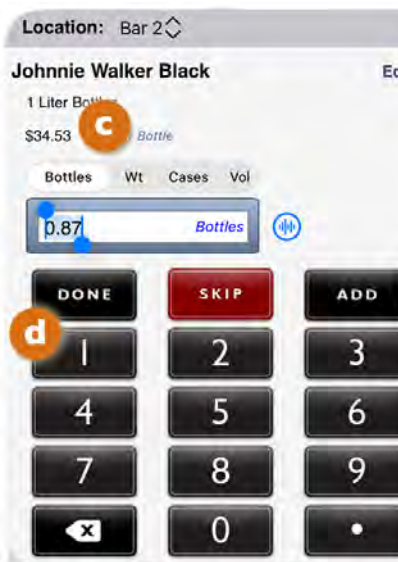 Location: Bar 2
Johnnie Walker Black
1 Liter
$34.53 Bottle
c
Bottles Wt Cases Vol
0.87 Bottles
DONE SKIP ADD
d
1 2 3
4 5 6
7 8 9
0 .